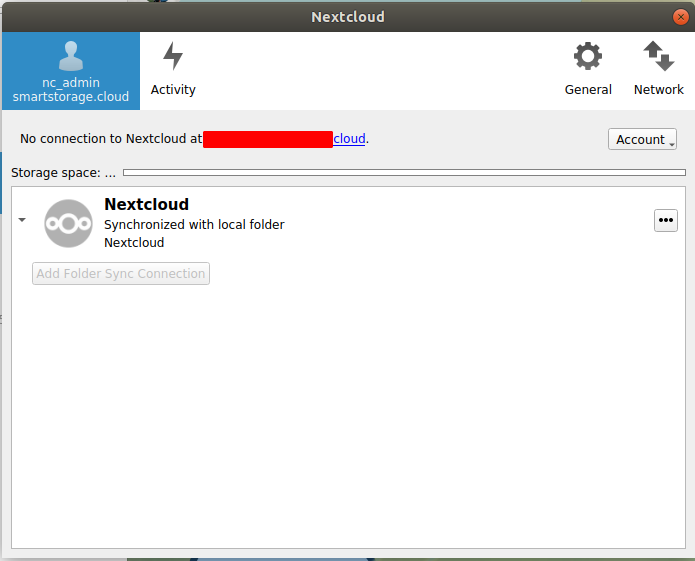 Nextcloud
nc_admin
smartstorage.cloud
Activity
General
Network
No connection to Nextcloud at cloud.
Account
Storage space: ...
Nextcloud
Synchronized with local folder
Nextcloud
Add Folder Sync Connection